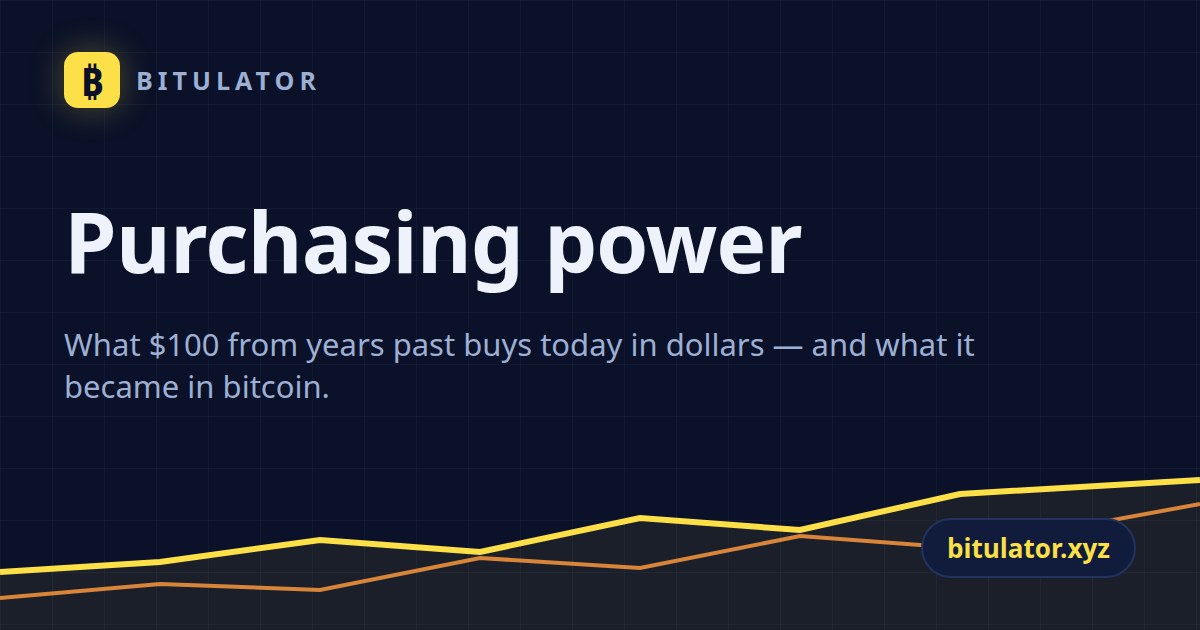 ₿ BITULATOR
Purchasing power
What $100 from years past buys today in dollars — and what it
became in bitcoin.
bitulator.xyz